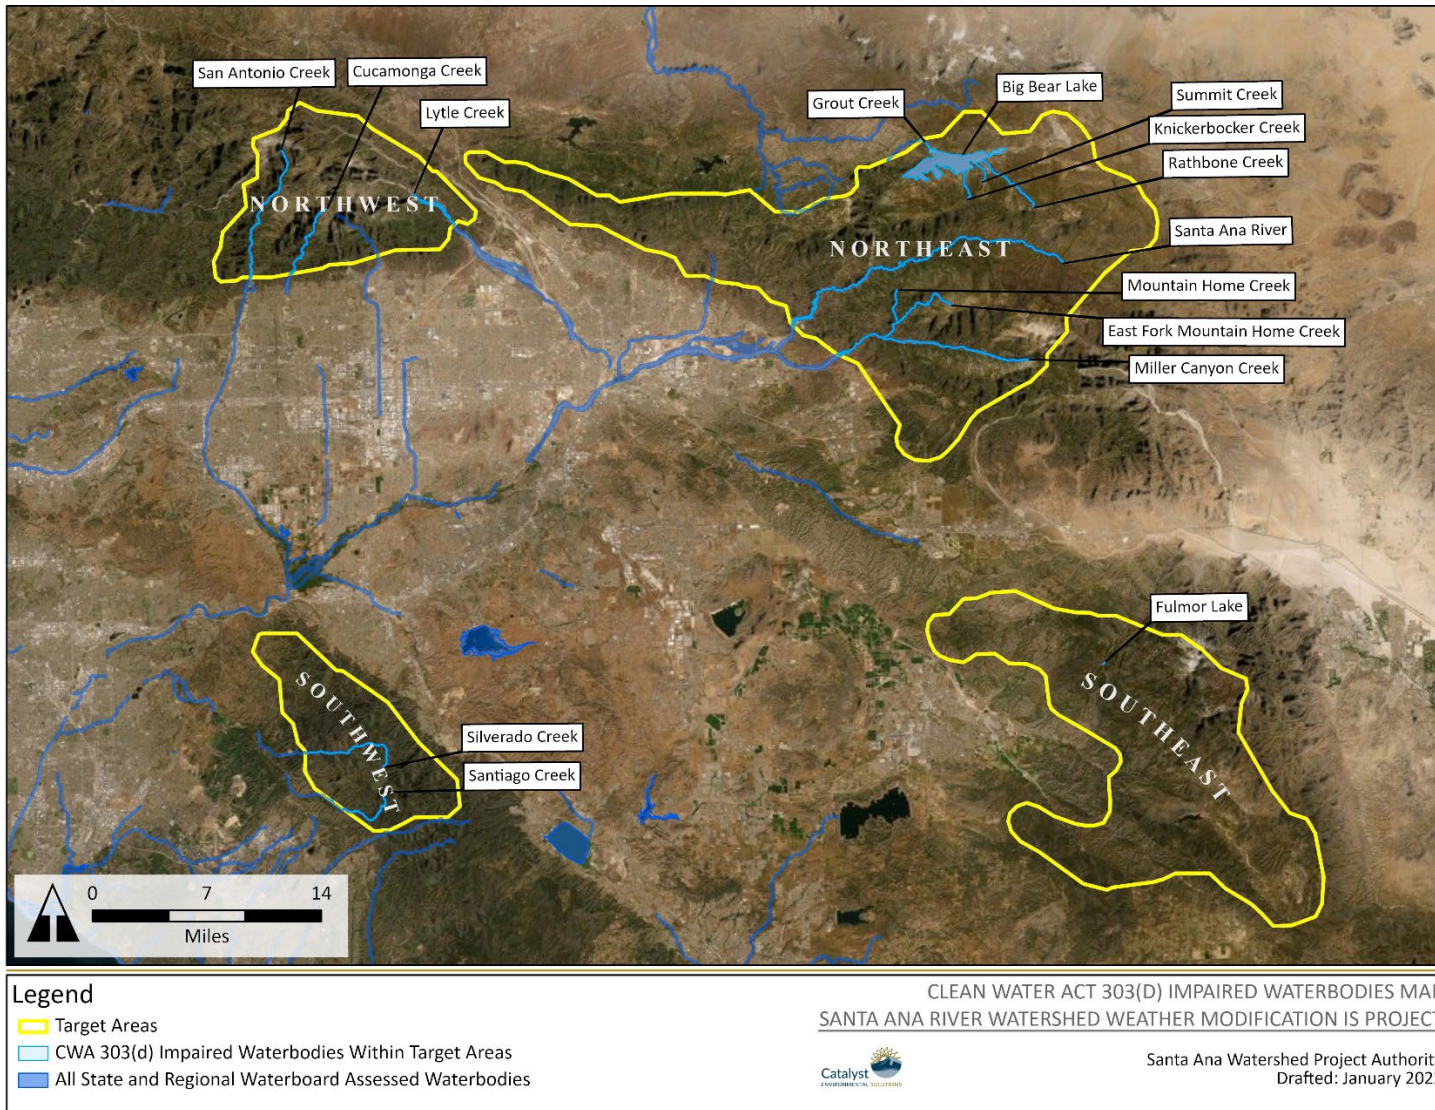 San Antonio Creek
Cucamonga Creek
Lytle Creek
Grout Creek
Big Bear Lake
Summit Creek
Knickerbocker Creek
Rathbone Creek
NORTHWEST
NORTHEAST
Santa Ana River
Mountain Home Creek
East Fork Mountain Home Creek
Miller Canyon Creek
Fulmor Lake
SOUTHWEST
SOUTHEAST
Silverado Creek
Santiago Creek
0 7 14
Miles
Legend
Target Areas
CWA 303(d) Impaired Waterbodies Within Target Areas
All State and Regional Waterboard Assessed Waterbodies
CLEAN WATER ACT 303(D) IMPAIRED WATERBODIES MAP
SANTA ANA RIVER WATERSHED WEATHER MODIFICATION IS PROJECT
Catalyst
ENVIRONMENTAL SOLUTIONS
Santa Ana Watershed Project Authorit
Drafted: January 202